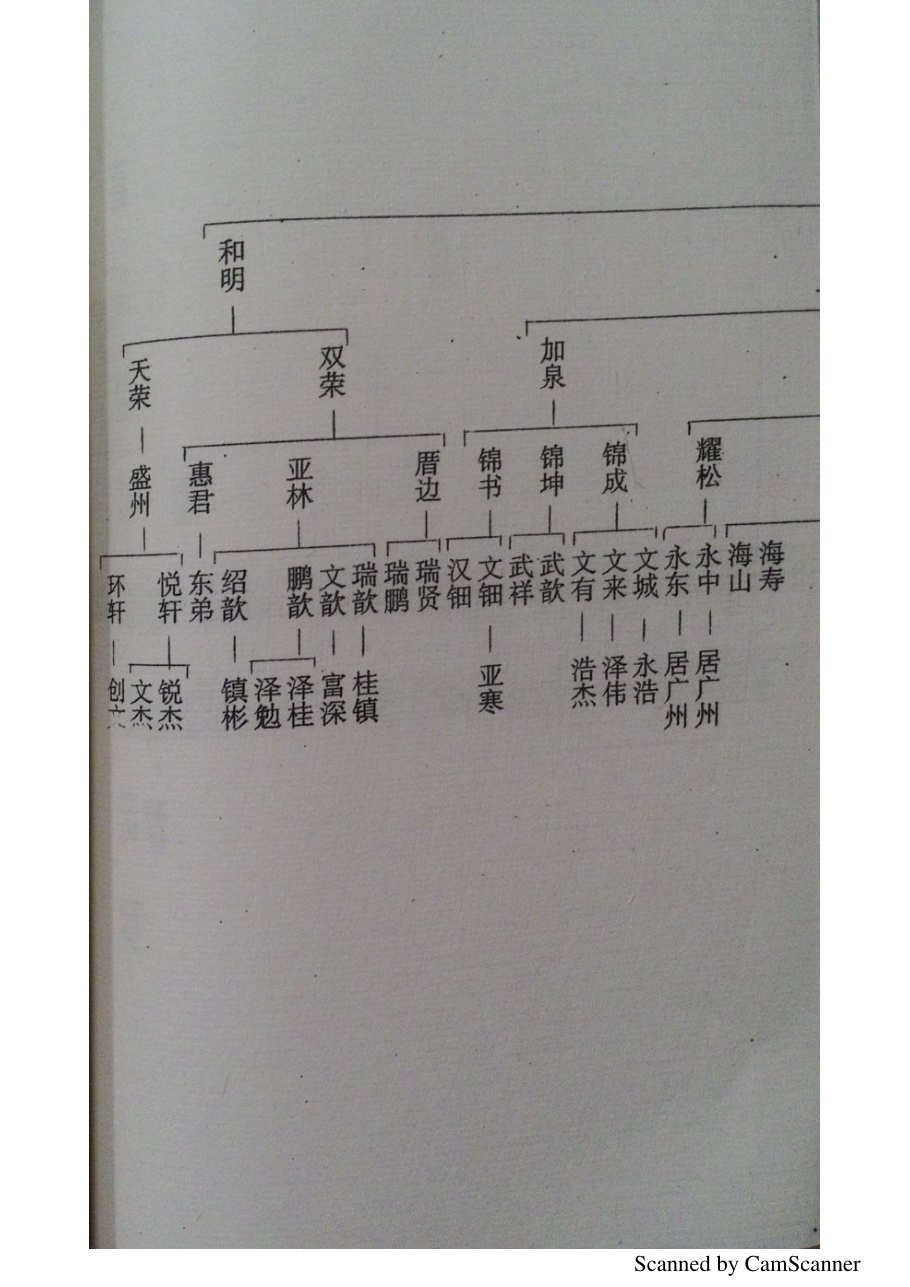 和明
加泉
天荣
双荣
耀松
盛州
惠君
亚林
厝边
锦书
锦坤
锦成
环轩
悦轩
东弟
绍歆
鹏歆
文歆
瑞歆
瑞鹏
瑞贤
汉钿
文钿
武祥
武歆
文有
文来
文城
永东
永中
海山
海寿
创文
文杰
锐杰
镇彬
泽勉
泽桂
富深
桂镇
亚寒
浩杰
泽伟
永浩
居广州
居广州
Scanned by CamScanner